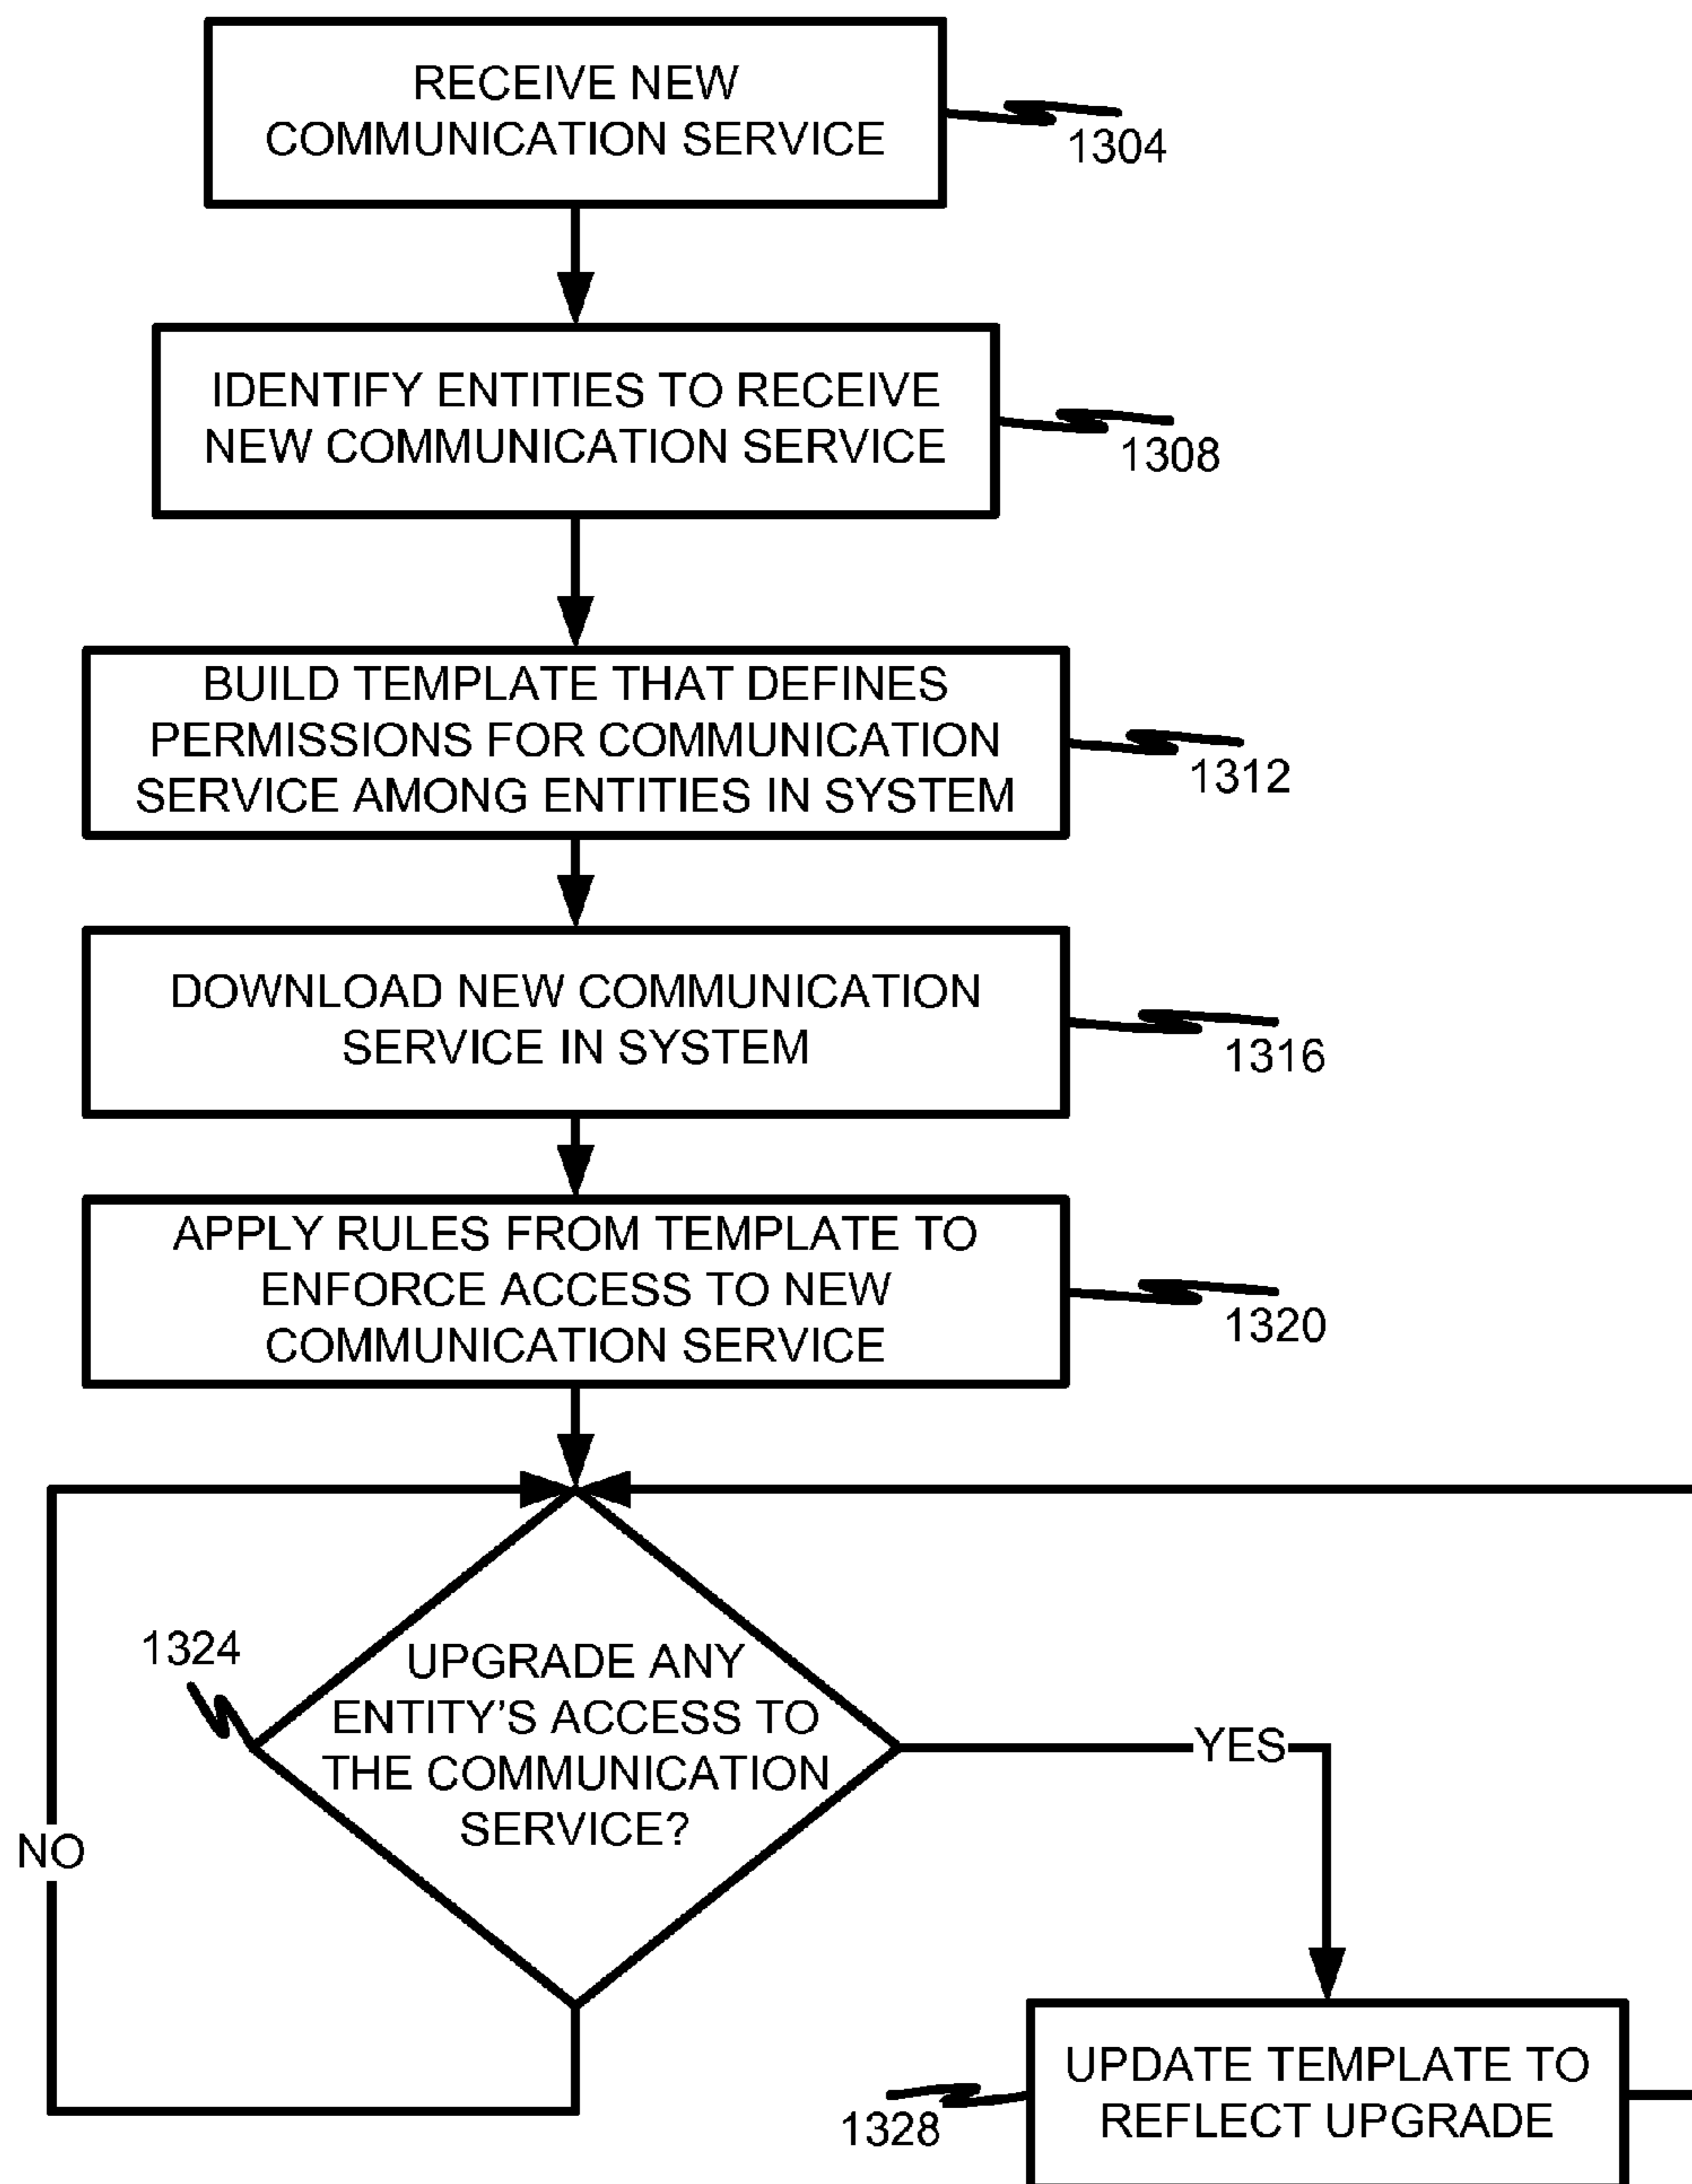 RECEIVE NEW
COMMUNICATION SERVICE
1304
IDENTIFY ENTITIES TO RECEIVE
NEW COMMUNICATION SERVICE
1308
BUILD TEMPLATE THAT DEFINES
PERMISSIONS FOR COMMUNICATION
SERVICE AMONG ENTITIES IN SYSTEM
1312
DOWNLOAD NEW COMMUNICATION
SERVICE IN SYSTEM
1316
APPLY RULES FROM TEMPLATE TO
ENFORCE ACCESS TO NEW
COMMUNICATION SERVICE
1320
1324
UPGRADE ANY
ENTITY’S ACCESS TO
THE COMMUNICATION
SERVICE?
YES
NO
UPDATE TEMPLATE TO
REFLECT UPGRADE
1328